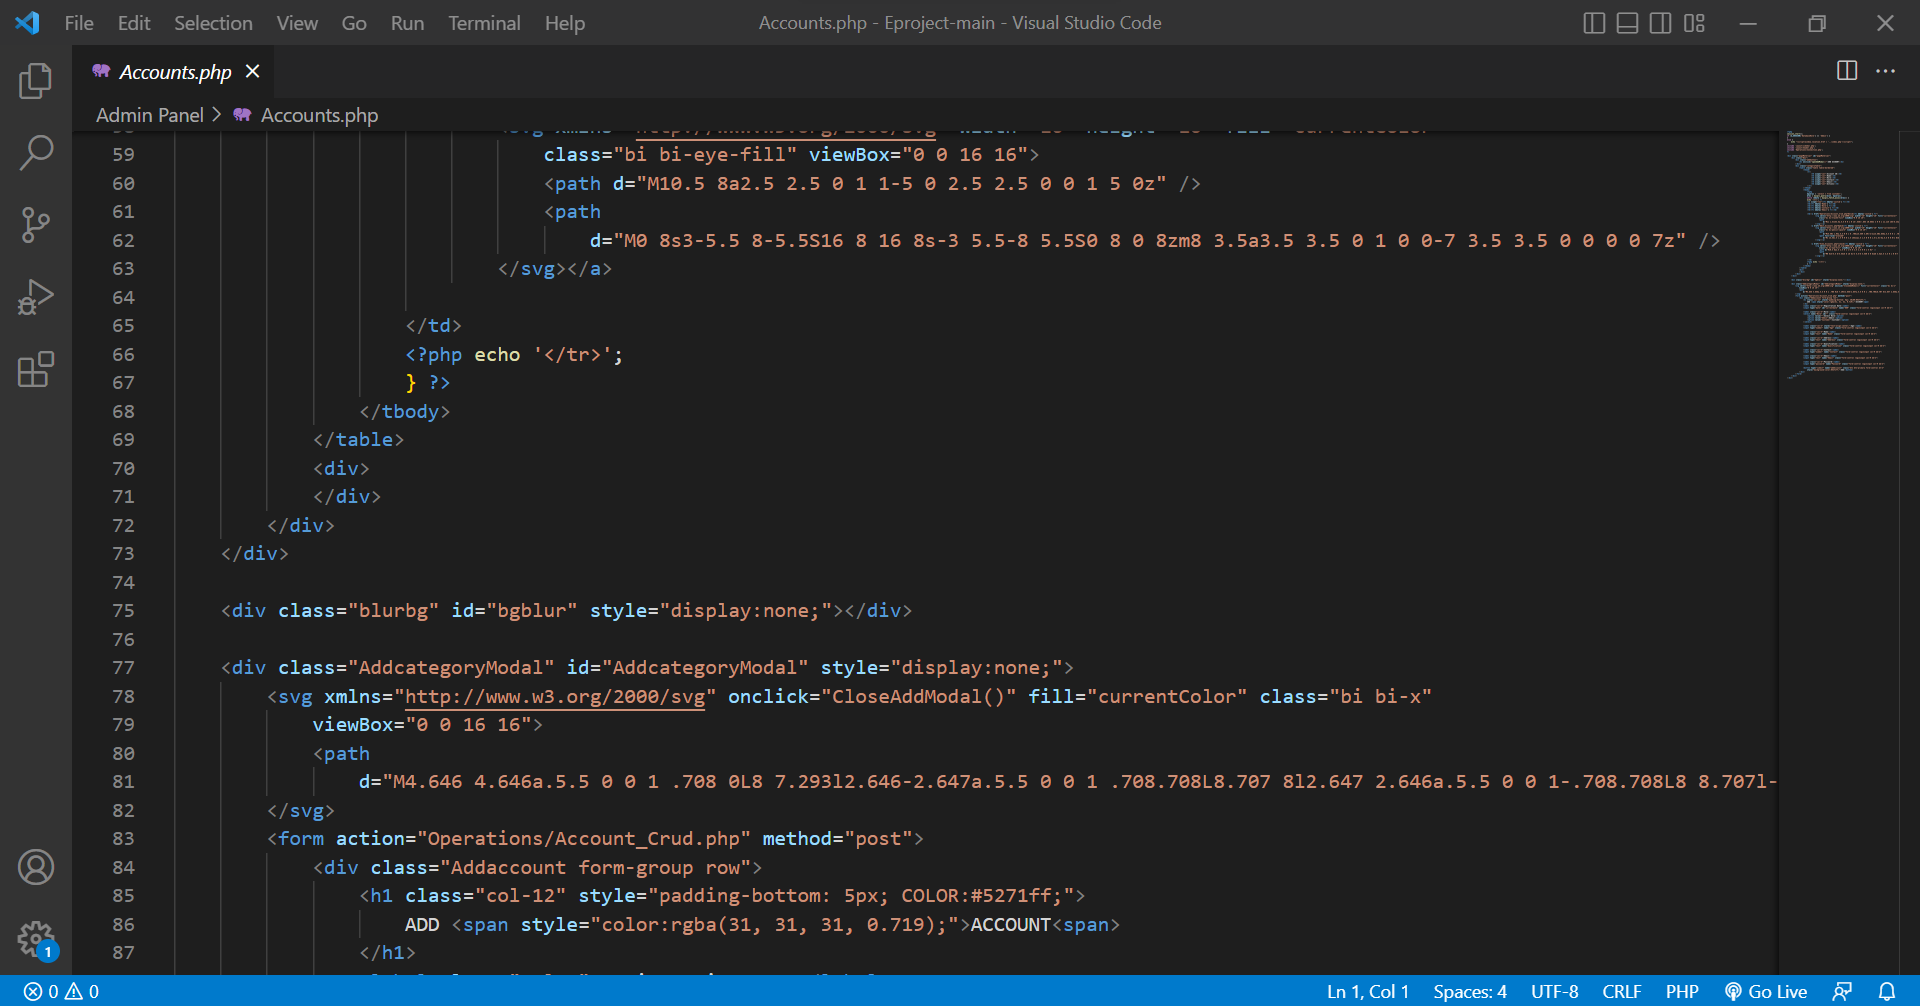 File Edit Selection View Go Run Terminal Help
Accounts.php - Eproject-main - Visual Studio Code
Accounts.php
Admin Panel > Accounts.php
59 class="bi bi-eye-fill" viewBox="0 0 16 16">
60 <path d="M10.5 8a2.5 2.5 0 1 1-5 0 2.5 2.5 0 0 1 5 0z" />
61 <path
62 d="M0 8s3-5.5 8-5.5S16 8 16 8s-3 5.5-8 5.5S0 8 0 8zm8 3.5a3.5 3.5 0 1 0 0-7 3.5 3.5 0 0 0 0 7z" />
63 </svg></a>
64
65 </td>
66 <?php echo '</tr>';
67 } ?>
68 </tbody>
69 </table>
70 <div>
71 </div>
72 </div>
73 </div>
74
75 <div class="blurbg" id="bgblur" style="display:none;"></div>
76
77 <div class="AddcategoryModal" id="AddcategoryModal" style="display:none;">
78 <svg xmlns="http://www.w3.org/2000/svg" onclick="CloseAddModal()" fill="currentColor" class="bi bi-x"
79 viewBox="0 0 16 16">
80 <path
81 d="M4.646 4.646a.5.5 0 0 1 .708 0L8 7.293l2.646-2.647a.5.5 0 0 1 .708.708L8.707 8l2.647 2.646a.5.5 0 0 1-.708.708L8 8.707l-
82 </svg>
83 <form action="Operations/Account_Crud.php" method="post">
84 <div class="Addaccount form-group row">
85 <h1 class="col-12" style="padding-bottom: 5px; COLOR:#5271ff;">
86 ADD <span style="color:rgba(31, 31, 31, 0.719);">ACCOUNT<span>
87 </h1>
1
0 0 Ln 1, Col 1 Spaces: 4 UTF-8 CRLF PHP Go Live